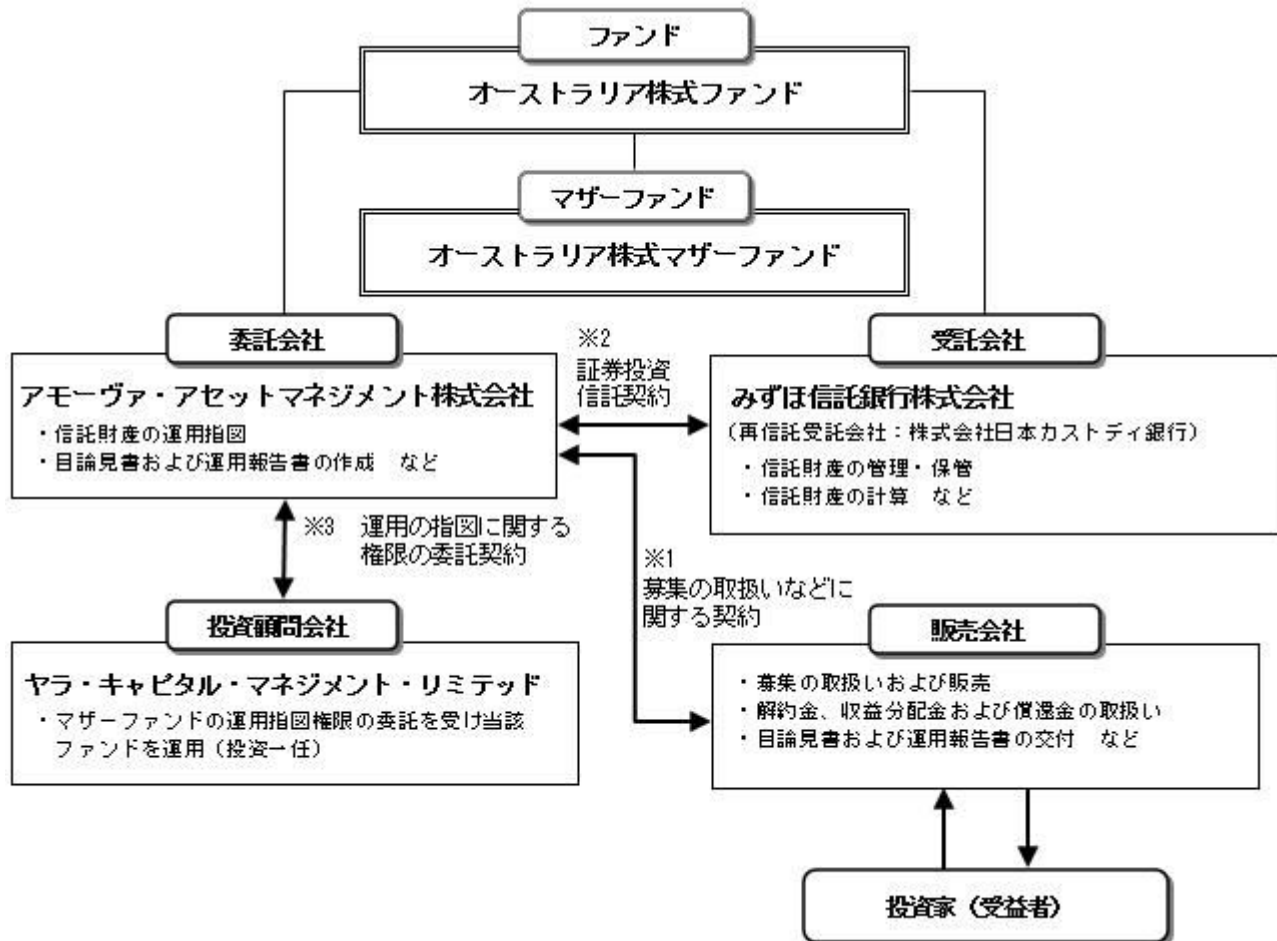 ファンド
オーストラリア株式ファンド
マザーファンド
オーストラリア株式マザーファンド
委託会社
アモーヴァ・アセットマネジメント株式会社
・信託財産の運用指図
・目論見書および運用報告書の作成 など
※2
証券投資
信託契約
受託会社
みずほ信託銀行株式会社
(再信託受託会社:株式会社日本カストディ銀行)
・信託財産の管理・保管
・信託財産の計算 など
※3 運用の指図に関する
権限の委託契約
※1
募集の取扱いなどに
関する契約
投資顧問会社
ヤラ・キャピタル・マネジメント・リミテッド
・マザーファンドの運用指図権限の委託を受け当該
ファンドを運用(投資一任)
販売会社
・募集の取扱いおよび販売
・解約金、収益分配金および償還金の取扱い
・目論見書および運用報告書の交付 など
投資家(受益者)